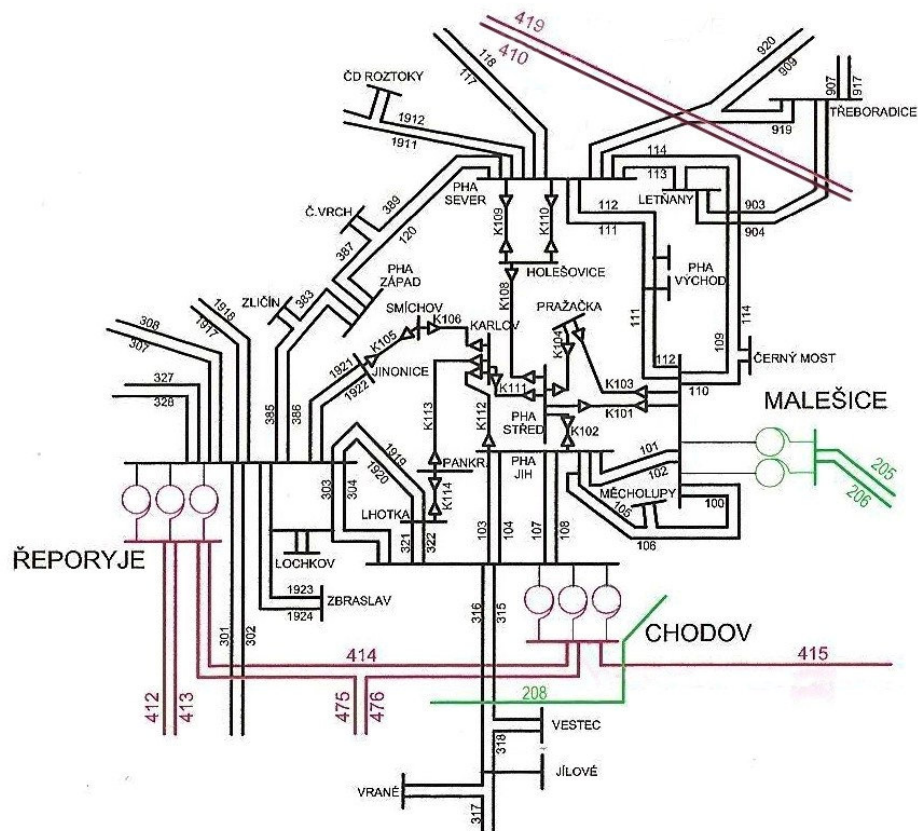 419
410
118
117
920
909
907
917
ČD ROZTOKY
TŘEBORADICE
1912
1911
919
114
113
PHA
SEVER
LETŇANY
389
Č.VRCH
387
120
K109
K110
112
111
903
904
HOLEŠOVICE
PHA
VÝCHOD
PHA
ZÁPAD
K108
ZLIČÍN
383
PRAŽAČKA
SMÍCHOV
K106
KARLOV
K104
111
109
114
1918
1917
308
307
K105
1921
1922
JINONICE
112
110
ČERNÝ MOST
K103
327
328
K111
K101
MALEŠICE
385
386
K113
K112
PHA
STŘED
K102
205
206
101
102
1919
1920
303
304
PANKR.
PHA
JIH
K114
MĚCHOLUPY
100
105
106
LHOTKA
321
322
103
104
107
108
ŘEPORYJE
LOCHKOV
1923
ZBRASLAV
1924
316
315
301
302
CHODOV
414
415
412
413
475
476
208
VESTEC
318
JÍLOVÉ
VRANÉ
317